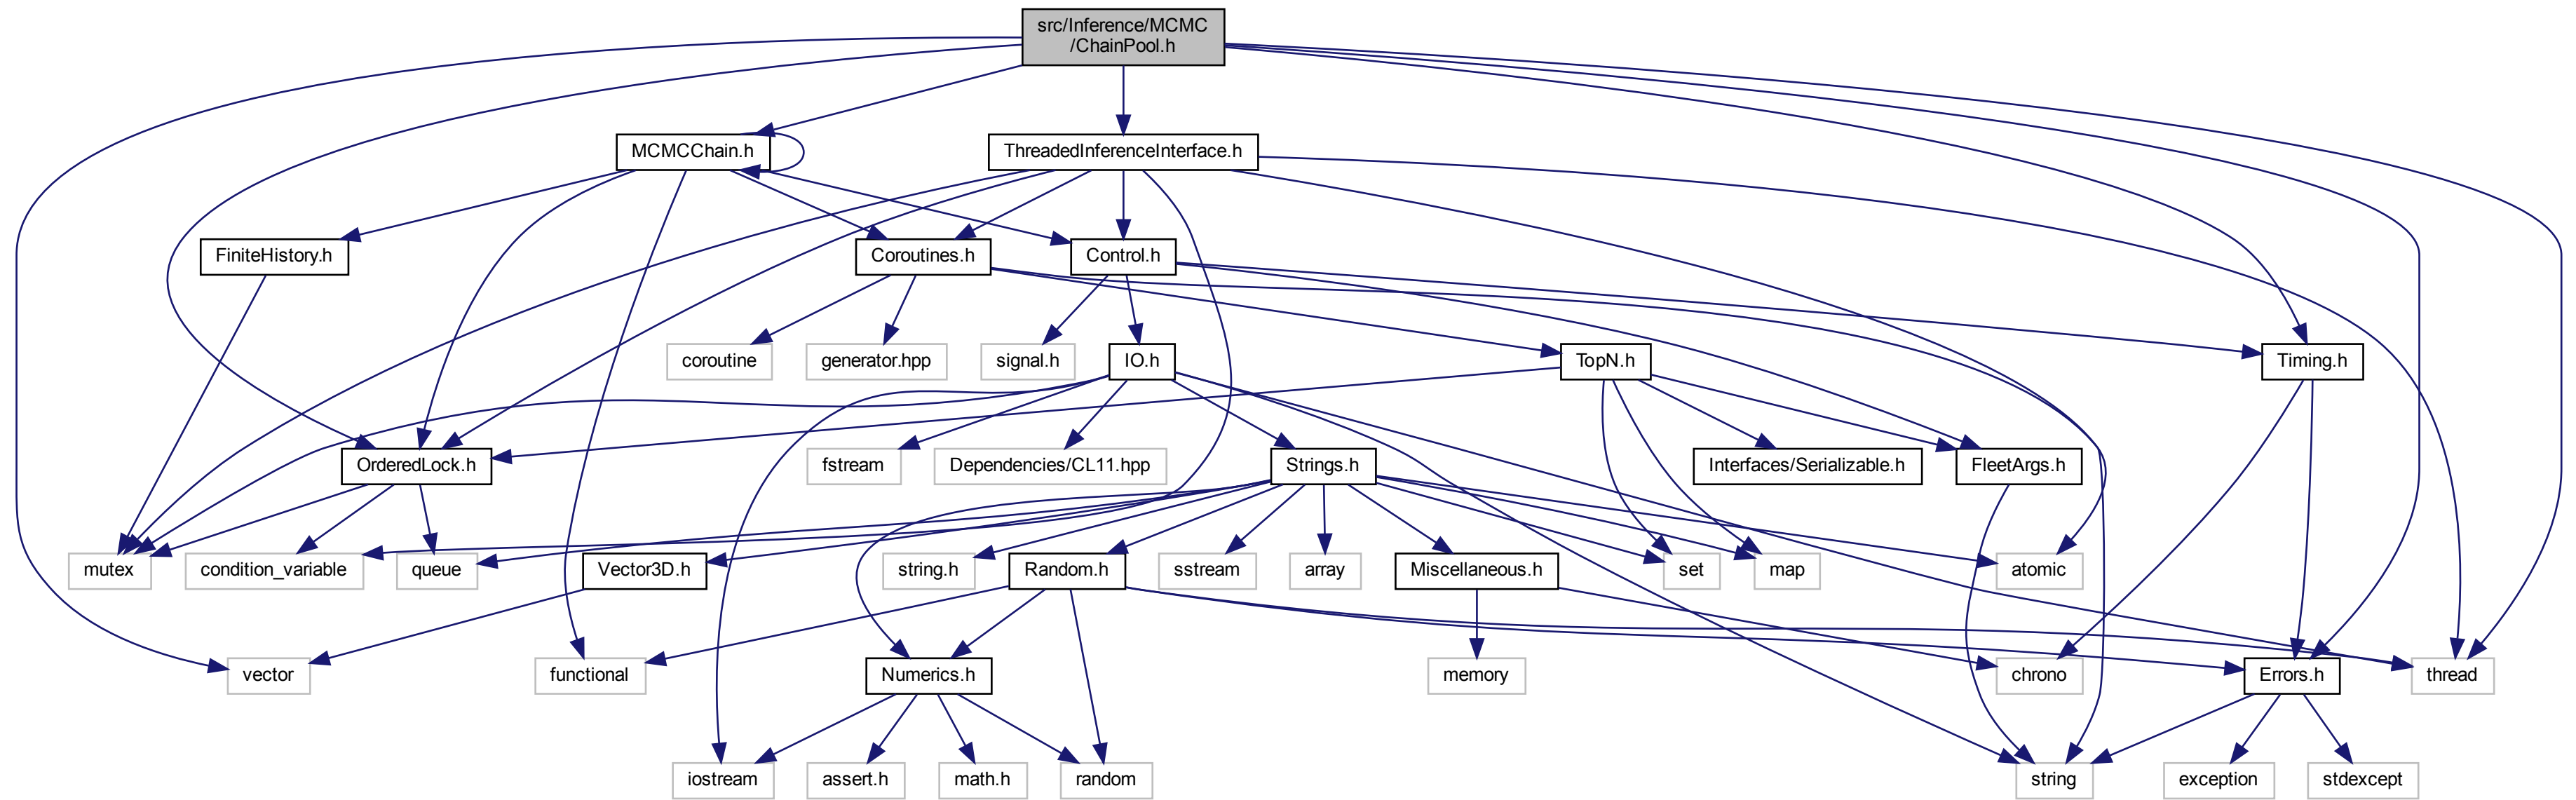 src/Inference/MCMC
/ChainPool.h
MCMCChain.h
ThreadedInferenceInterface.h
FiniteHistory.h
Coroutines.h
Control.h
coroutine
generator.hpp
signal.h
IO.h
TopN.h
Timing.h
OrderedLock.h
fstream
Dependencies/CL11.hpp
Strings.h
Interfaces/Serializable.h
FleetArgs.h
mutex
condition_variable
queue
Vector3D.h
string.h
Random.h
sstream
array
Miscellaneous.h
set
map
atomic
vector
functional
Numerics.h
memory
chrono
Errors.h
thread
iostream
assert.h
math.h
random
string
exception
stdexcept